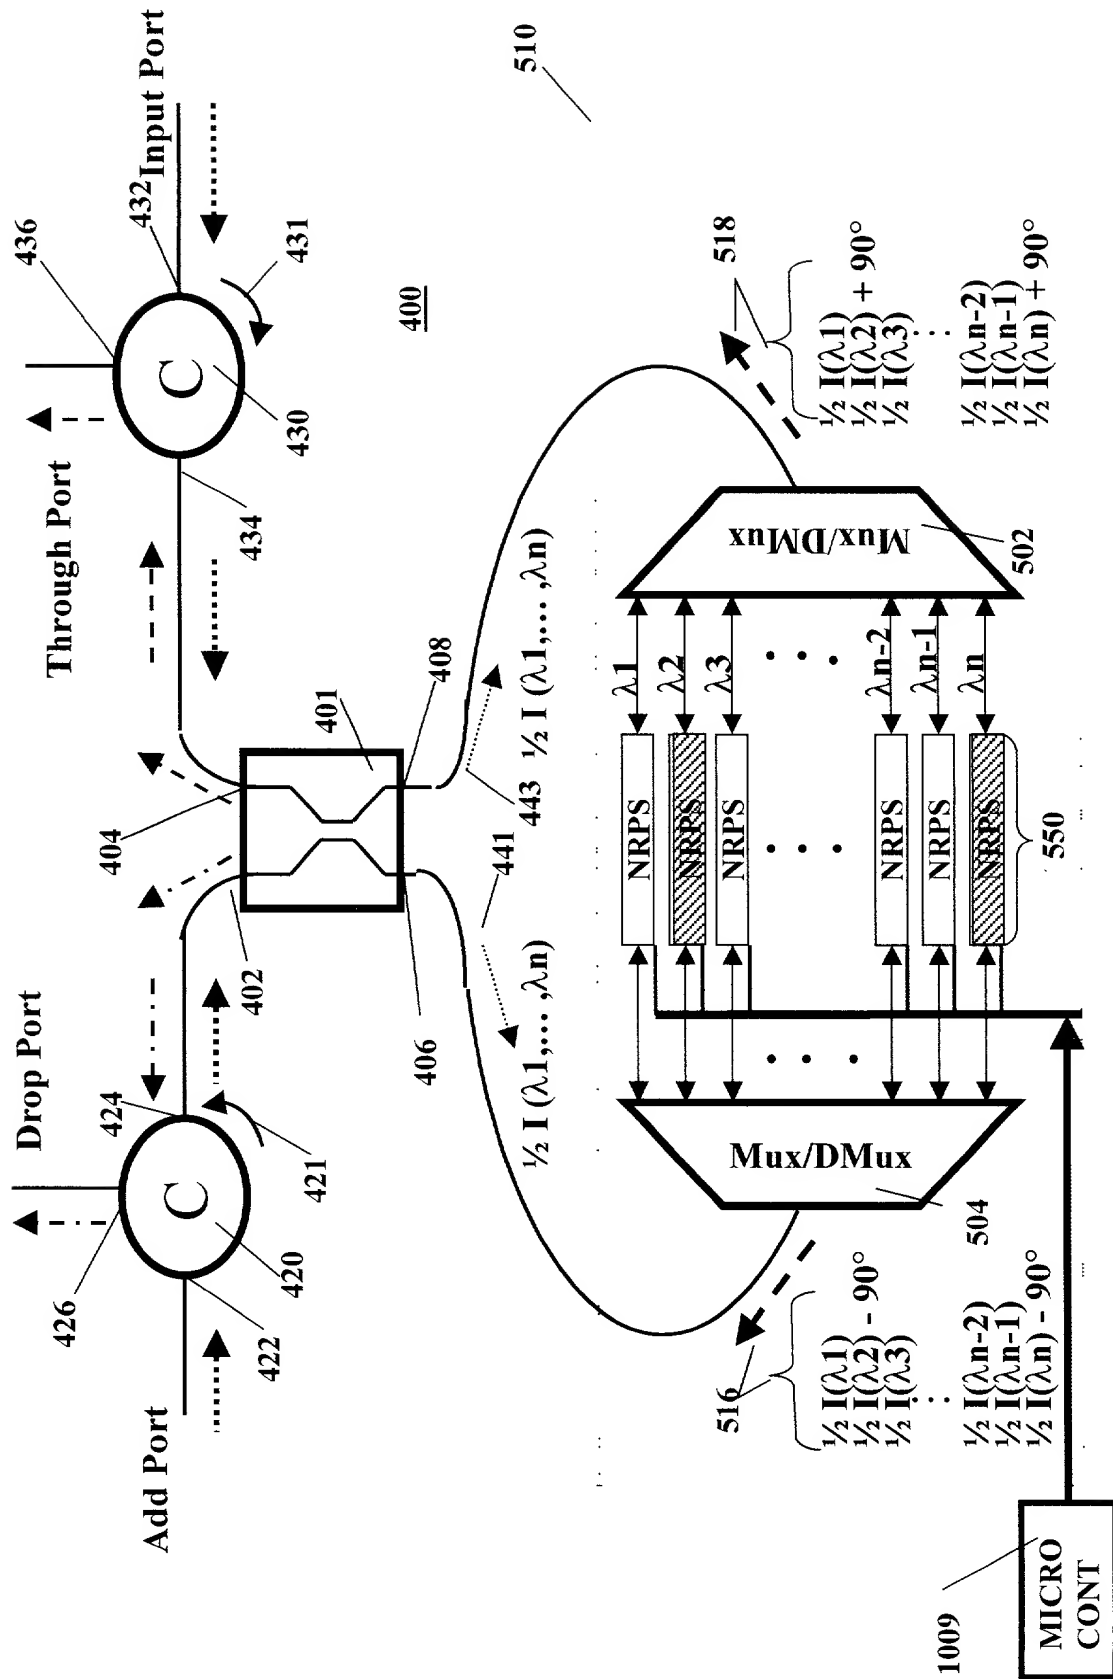 Drop Port
Through Port
436
426
424
432
Input Port
Add Port
C
C
422
420
421
402
404
434
430
431
401
400
406
408
441
443
½ I (λ1,... ,λn)
½ I (λ1,... ,λn)
510
516
518
½ I(λ1)
½ I(λ2) - 90°
½ I(λ3)
...
½ I(λn-2)
½ I(λn-1)
½ I(λn) - 90°
½ I(λ1)
½ I(λ2) + 90°
½ I(λ3)
...
½ I(λn-2)
½ I(λn-1)
½ I(λn) + 90°
Mux/DMux
Mux/DMux
NRPS
λ1
NRPS
λ2
NRPS
λ3
NRPS
λn-2
NRPS
λn-1
NRPS
λn
504
502
550
1009
MICRO
CONT